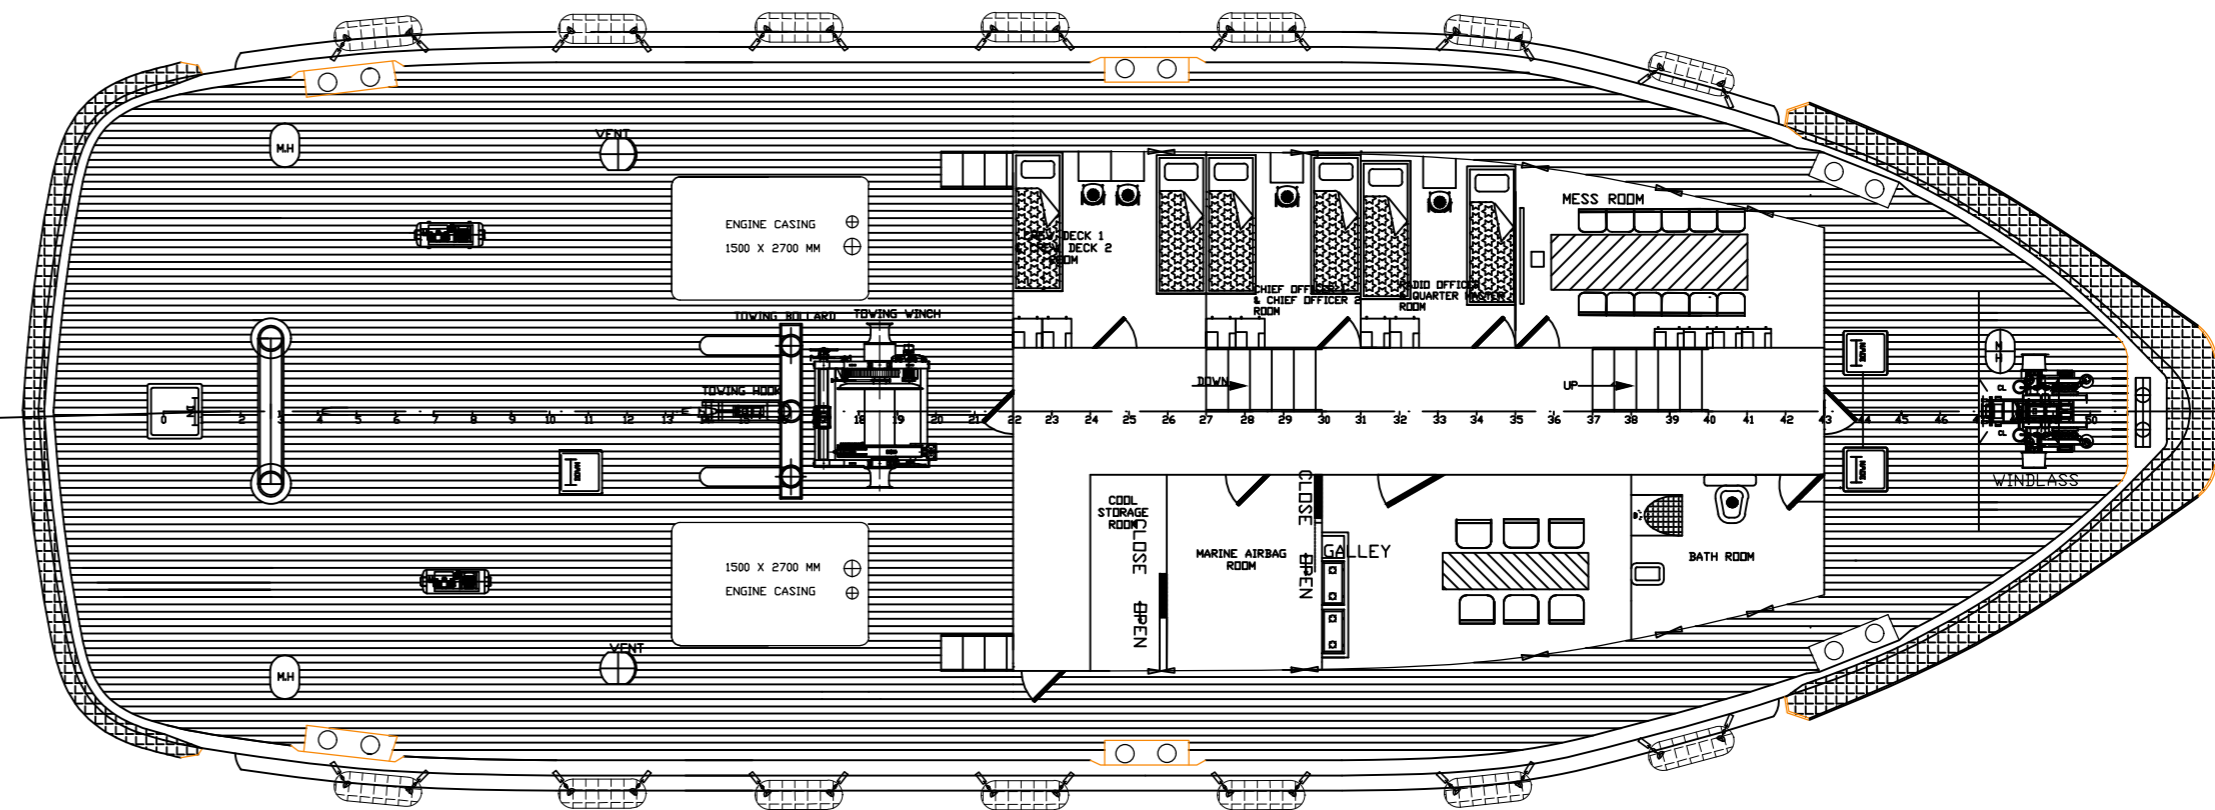 VENT
M.H
MESS ROOM
ENGINE CASING
1500 X 2700 MM
DECK 1
& CREW DECK 2
ROOM
CHIEF OFFICER 1
& CHIEF OFFICER 2
ROOM
RADIO OFFICER
& QUARTER MASTER
ROOM
TOWING BOLLARD
TOWING WINCH
TOWING HOOK
DOWN
UP
DOWN
0 2 3 4 5 6 7 8 9 10 11 12 13 18 19 20 21 22 23 24 25 26 27 28 29 30 31 32 33 34 35 36 37 38 39 40 41 42 43 44 45 46 50
DOWN
DOWN
WINDLASS
COOL
STORAGE
ROOM
CLOSE
OPEN
MARINE AIRBAG
ROOM
CLOSE
OPEN
GALLEY
BATH ROOM
1500 X 2700 MM
ENGINE CASING
VENT
M.H